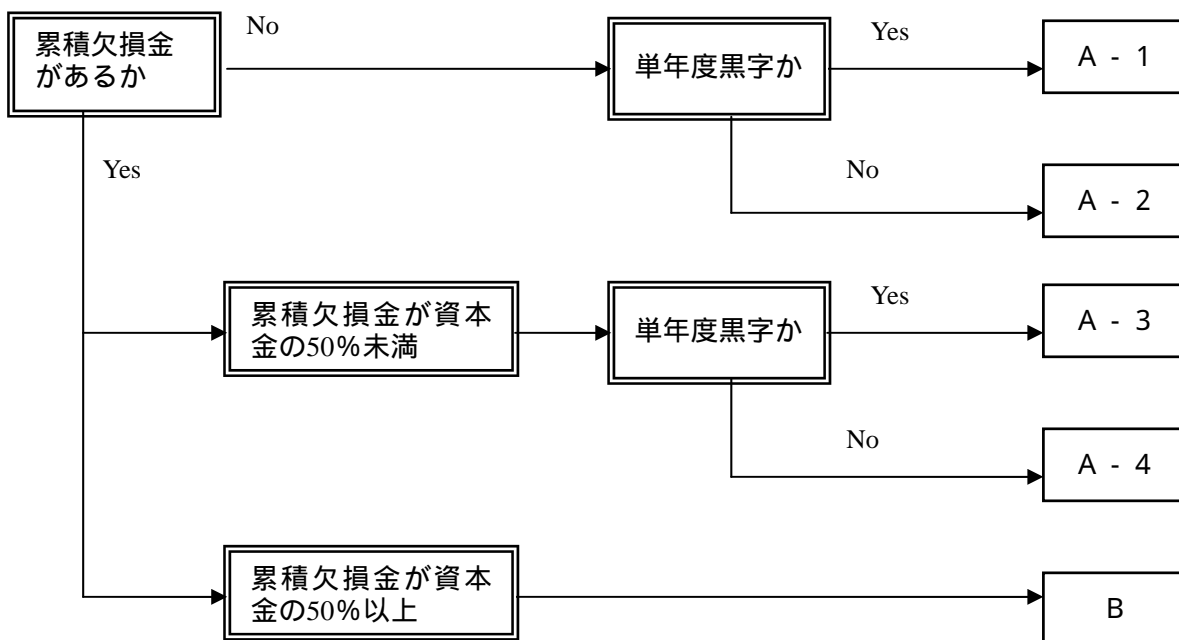 累積欠損金
があるか
No
単年度黒字か
Yes
A - 1
Yes
No
A - 2
累積欠損金が資本
金の50％未満
単年度黒字か
Yes
A - 3
No
A - 4
累積欠損金が資本
金の50％以上
B